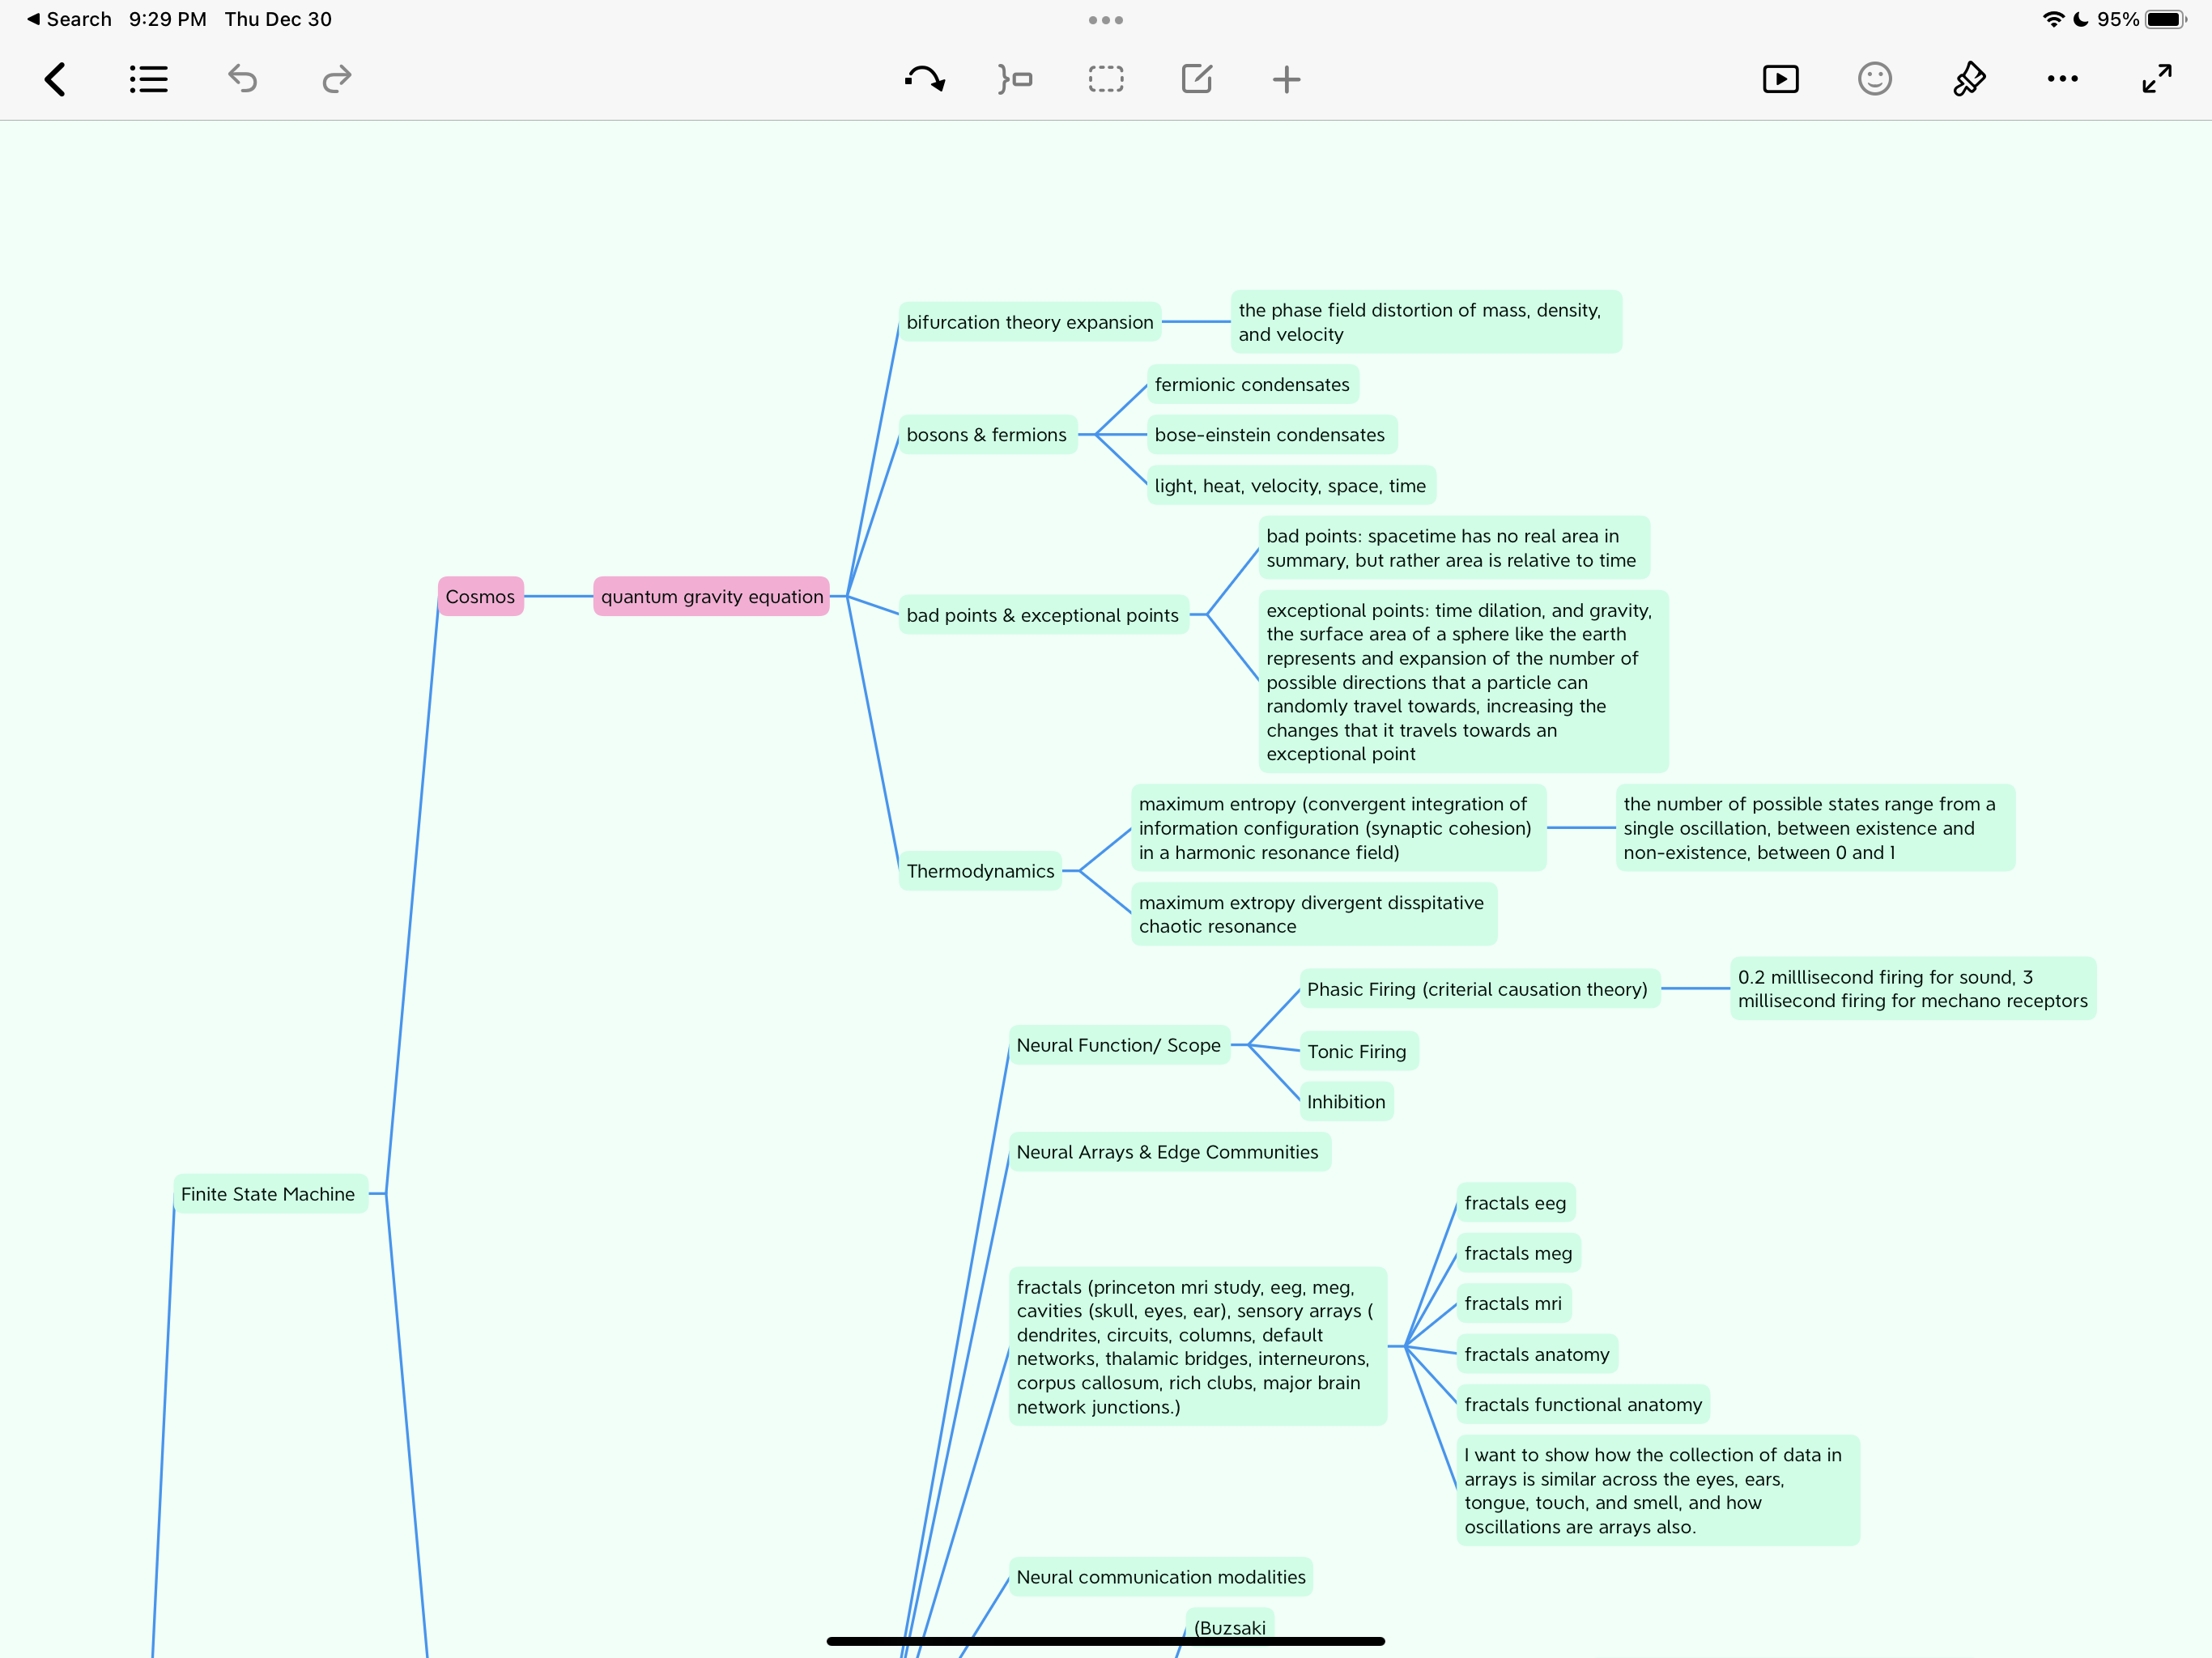 Search 9:29 PM Thu Dec 30
95%
bifurcation theory expansion
the phase field distortion of mass, density,
and velocity
fermionic condensates
bosons & fermions
bose-einstein condensates
light, heat, velocity, space, time
Cosmos
quantum gravity equation
bad points & exceptional points
bad points: spacetime has no real area in
summary, but rather area is relative to time
exceptional points: time dilation, and gravity,
the surface area of a sphere like the earth
represents and expansion of the number of
possible directions that a particle can
randomly travel towards, increasing the
changes that it travels towards an
exceptional point
Thermodynamics
maximum entropy (convergent integration of
information configuration (synaptic cohesion)
in a harmonic resonance field)
the number of possible states range from a
single oscillation, between existence and
non-existence, between 0 and 1
maximum extropy divergent disspitative
chaotic resonance
Neural Function/ Scope
Phasic Firing (criterial causation theory)
0.2 milllisecond firing for sound, 3
millisecond firing for mechano receptors
Tonic Firing
Inhibition
Neural Arrays & Edge Communities
Finite State Machine
fractals (princeton mri study, eeg, meg,
cavities (skull, eyes, ear), sensory arrays (
dendrites, circuits, columns, default
networks, thalamic bridges, interneurons,
corpus callosum, rich clubs, major brain
network junctions.)
fractals eeg
fractals meg
fractals mri
fractals anatomy
fractals functional anatomy
I want to show how the collection of data in
arrays is similar across the eyes, ears,
tongue, touch, and smell, and how
oscillations are arrays also.
Neural communication modalities
(Buzsaki